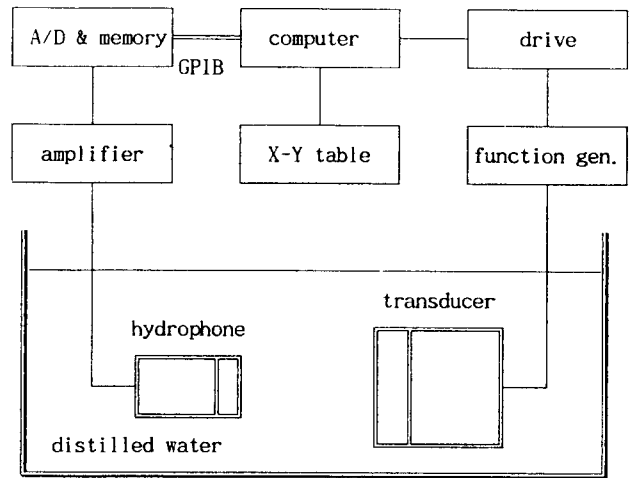 A/D & memory
computer
drive
GPIB
amplifier
X-Y table
function gen.
transducer
hydrophone
distilled water